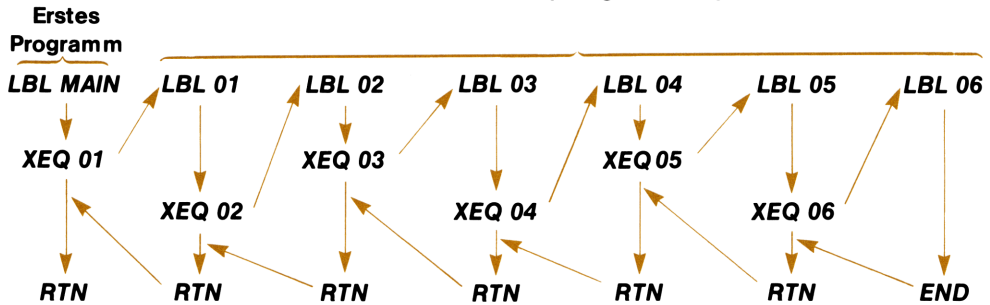 Erstes
Programm
LBL MAIN LBL 01 LBL 02 LBL 03 LBL 04 LBL 05 LBL 06
XEQ 01 XEQ 03 XEQ 05
XEQ 02 XEQ 04 XEQ 06
RTN RTN RTN RTN RTN RTN END